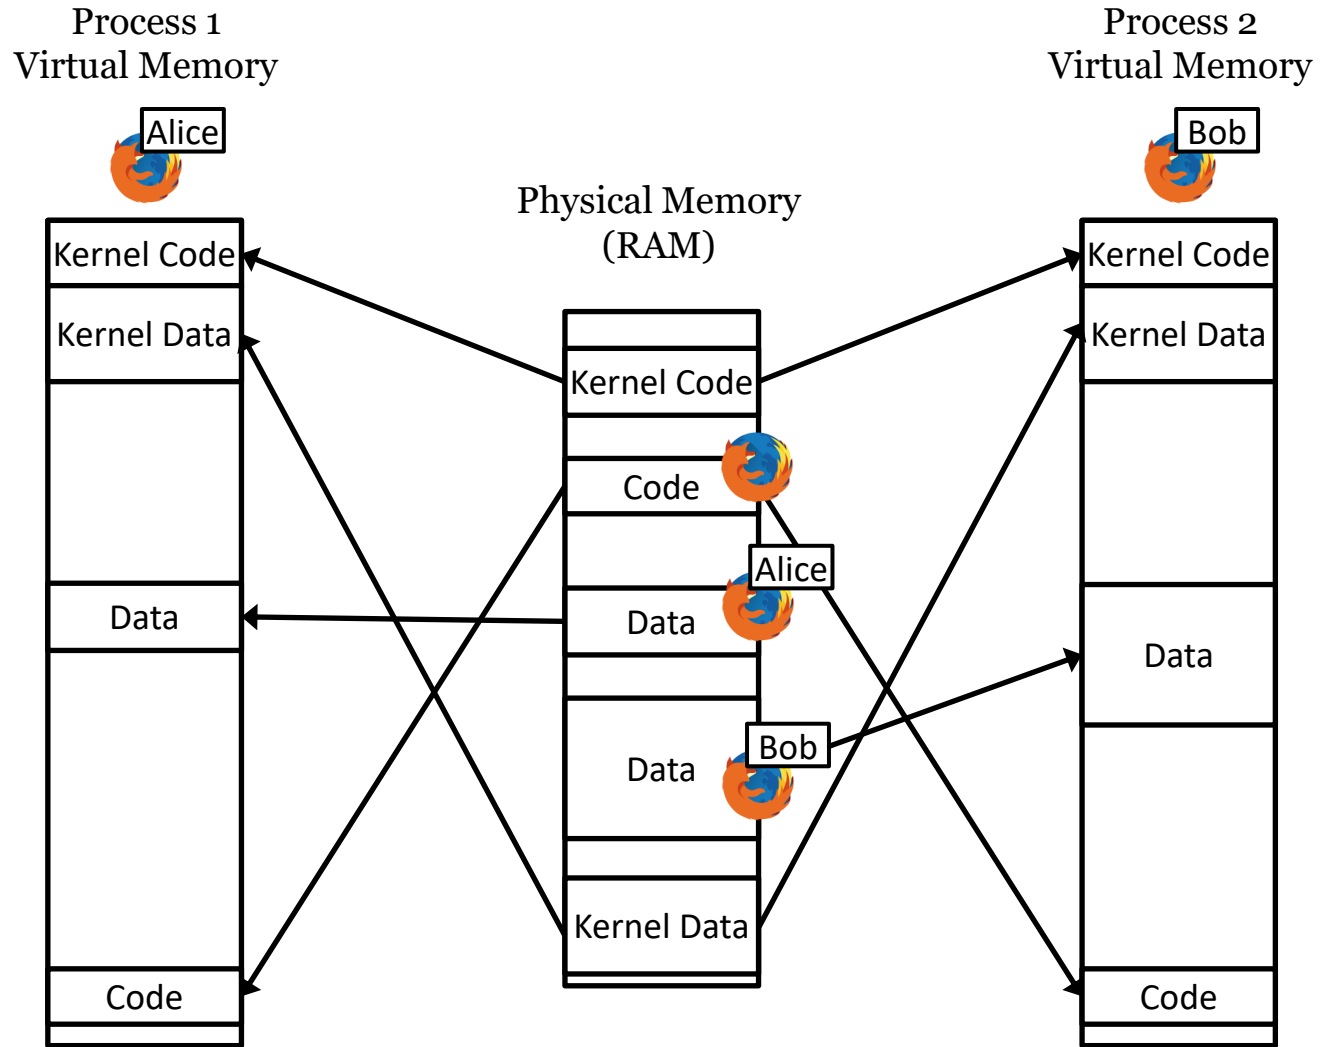 Process 1
Virtual Memory
Alice
Kernel Code
Kernel Data
Data
Code
Physical Memory
(RAM)
Kernel Code
Code
Alice
Data
Bob
Data
Kernel Data
Process 2
Virtual Memory
Bob
Kernel Code
Kernel Data
Data
Code